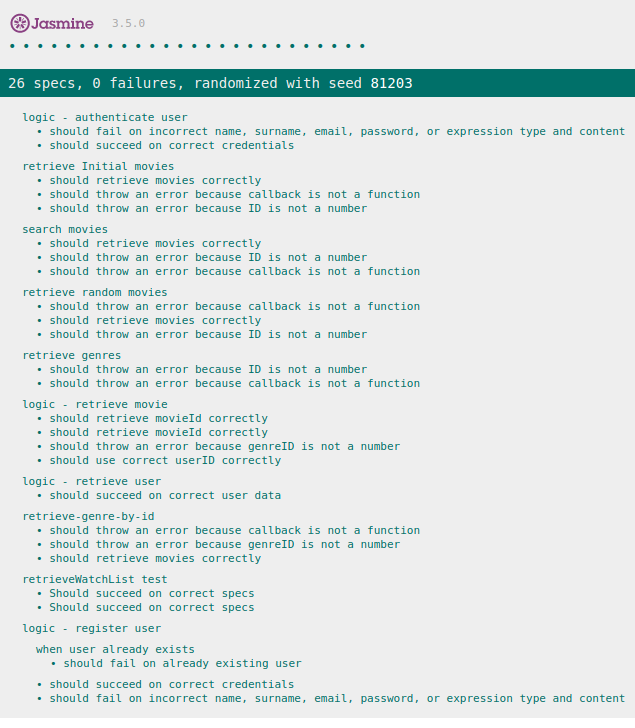 Jasmine 3.5.0
• • • • • • • • • • • • • • • • • • • • • • • • • •
26 specs, 0 failures, randomized with seed 81203
logic - authenticate user
• should fail on incorrect name, surname, email, password, or expression type and content
• should succeed on correct credentials
retrieve Initial movies
• should retrieve movies correctly
• should throw an error because callback is not a function
• should throw an error because ID is not a number
search movies
• should retrieve movies correctly
• should throw an error because ID is not a number
• should throw an error because callback is not a function
retrieve random movies
• should throw an error because callback is not a function
• should retrieve movies correctly
• should throw an error because ID is not a number
retrieve genres
• should throw an error because ID is not a number
• should throw an error because callback is not a function
logic - retrieve movie
• should retrieve movieId correctly
• should retrieve movieId correctly
• should throw an error because genreID is not a number
• should use correct userID correctly
logic - retrieve user
• should succeed on correct user data
retrieve-genre-by-id
• should throw an error because callback is not a function
• should throw an error because genreID is not a number
• should retrieve movies correctly
retrieveWatchList test
• Should succeed on correct specs
• Should succeed on correct specs
logic - register user
when user already exists
• should fail on already existing user
• should succeed on correct credentials
• should fail on incorrect name, surname, email, password, or expression type and content